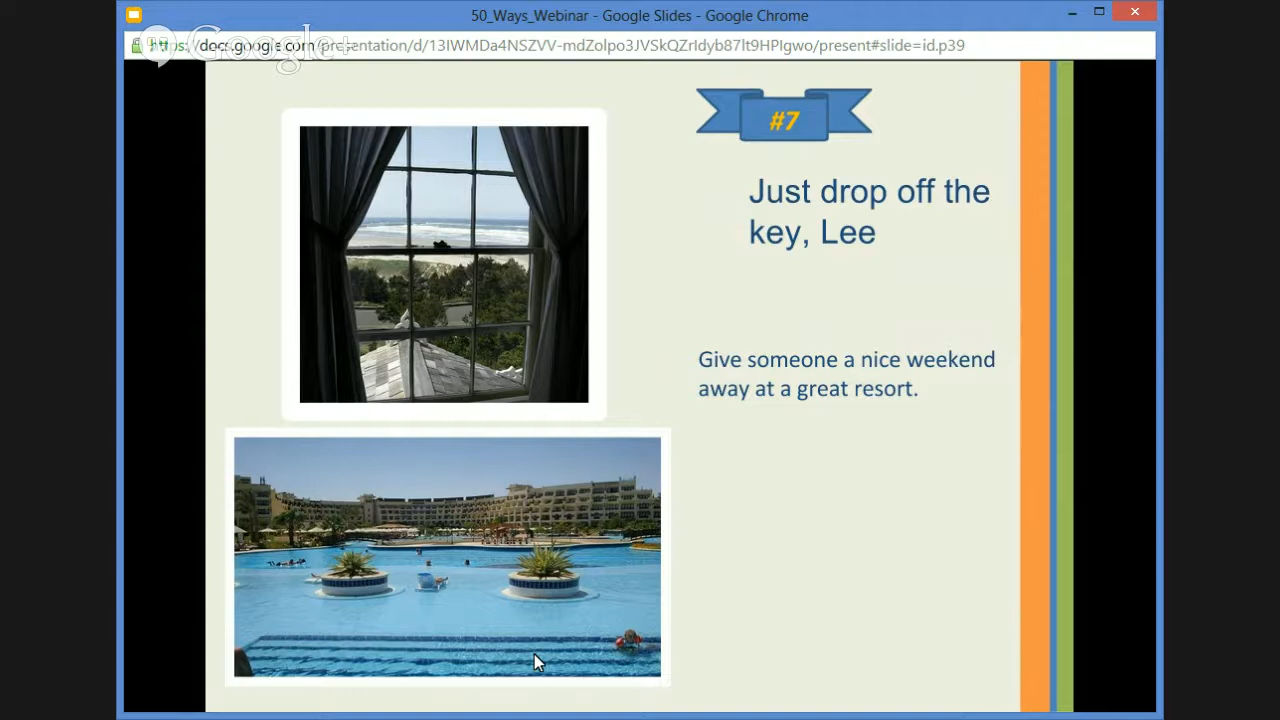 50_Ways_Webinar - Google Slides - Google Chrome
https://docs.google.com/presentation/d/13IWMDa4NSZVV-mdZolpo3JVSkQZrIdyb87lt9HPIgwo/present#slide=id.p39
Google+
#7
Just drop off the
key, Lee
Give someone a nice weekend
away at a great resort.